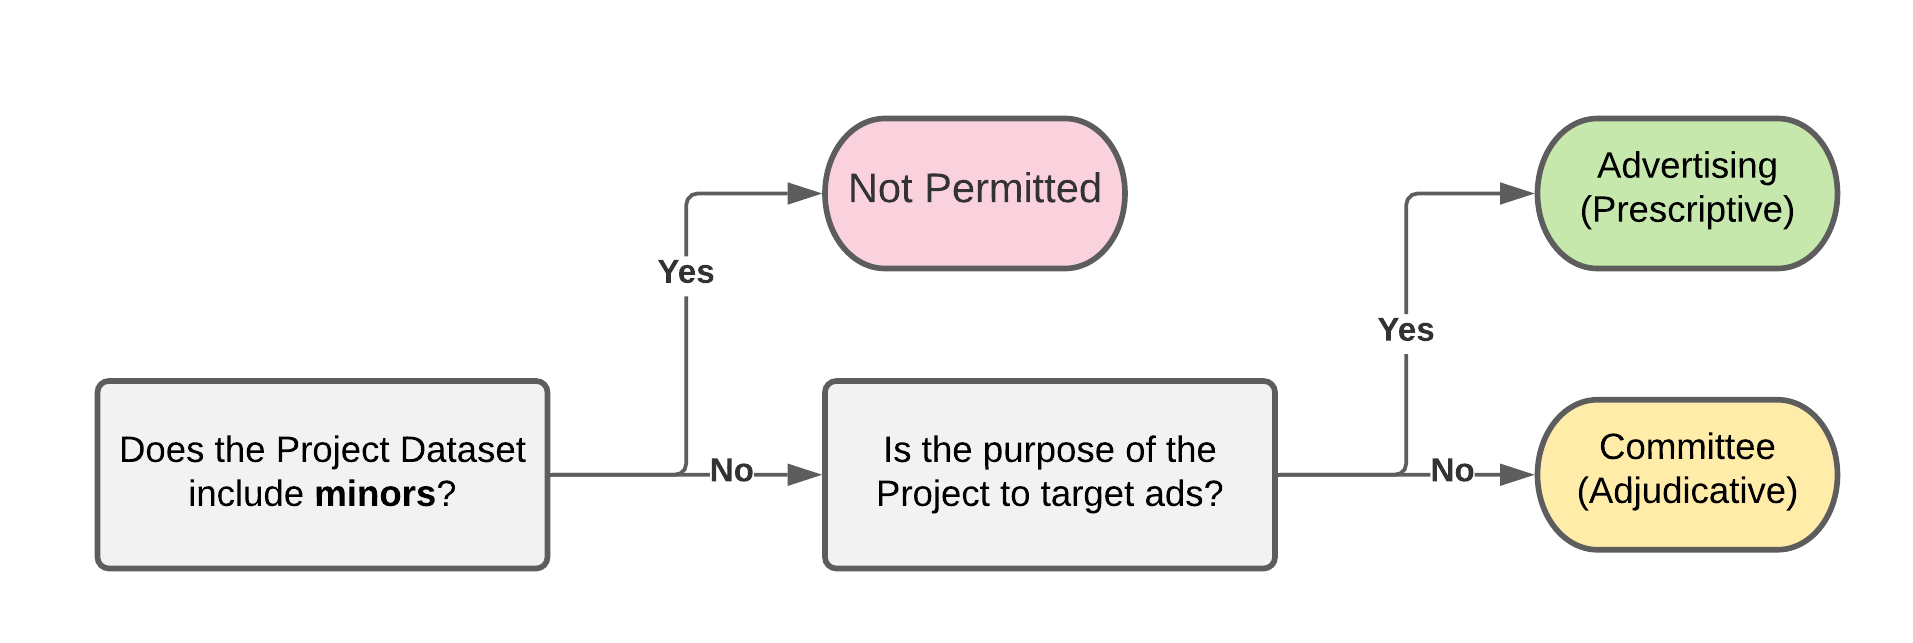 Does the Project Dataset
include minors?
Yes
No
Not Permitted
Is the purpose of the
Project to target ads?
Yes
No
Advertising
(Prescriptive)
Committee
(Adjudicative)